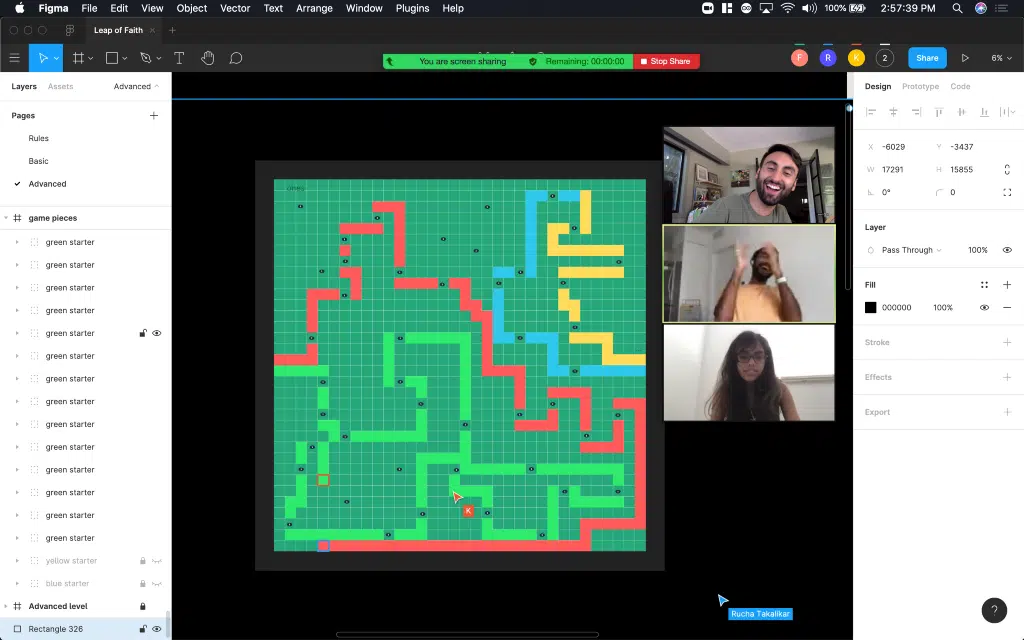 Figma File Edit View Object Vector Text Arrange Window Plugins Help 100% 2:57:39 PM
Leap of Faith
You are screen sharing Remaining: 00:00:00 Stop Share
F R K 2 Share 6%
Layers Assets Advanced
Design Prototype Code
Pages
Rules
Basic
Advanced
game pieces
green starter
green starter
green starter
green starter
green starter
green starter
green starter
green starter
green starter
green starter
green starter
green starter
green starter
green starter
yellow starter
blue starter
Advanced level
Rectangle 326
K
Rucha Takalikar
X -6029 Y -3437
W 17291 H 15855
0° 0
Layer
Pass Through 100%
Fill
000000 100%
Stroke
Effects
Export
?